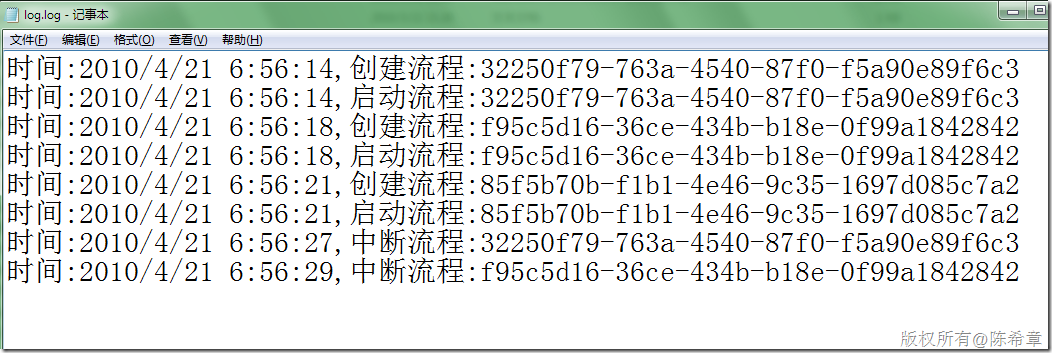 log.log - 记事本
文件(F) 编辑(E) 格式(O) 查看(V) 帮助(H)
时间:2010/4/21 6:56:14,创建流程:32250f79-763a-4540-87f0-f5a90e89f6c3
时间:2010/4/21 6:56:14,启动流程:32250f79-763a-4540-87f0-f5a90e89f6c3
时间:2010/4/21 6:56:18,创建流程:f95c5d16-36ce-434b-b18e-0f99a1842842
时间:2010/4/21 6:56:18,启动流程:f95c5d16-36ce-434b-b18e-0f99a1842842
时间:2010/4/21 6:56:21,创建流程:85f5b70b-f1b1-4e46-9c35-1697d085c7a2
时间:2010/4/21 6:56:21,启动流程:85f5b70b-f1b1-4e46-9c35-1697d085c7a2
时间:2010/4/21 6:56:27,中断流程:32250f79-763a-4540-87f0-f5a90e89f6c3
时间:2010/4/21 6:56:29,中断流程:f95c5d16-36ce-434b-b18e-0f99a1842842
版权所有@陈希章